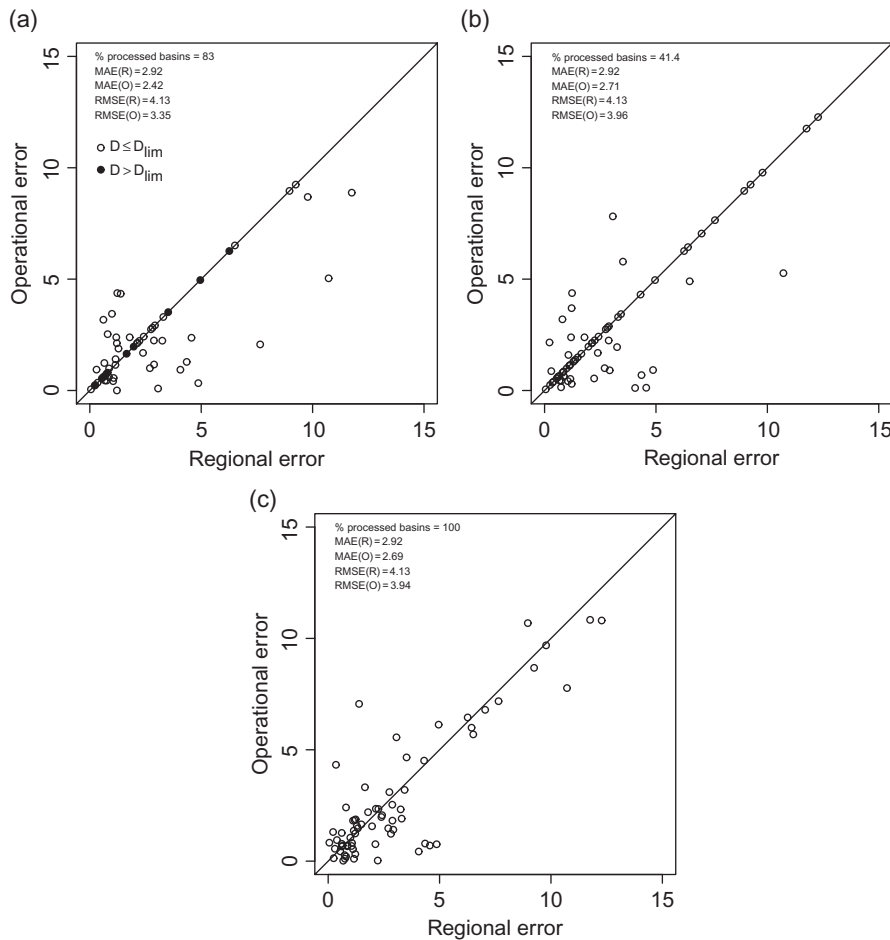 (a)
% processed basins = 83
MAE(R)=2.92
MAE(O)=2.42
RMSE(R)=4.13
RMSE(O)=3.35
D ≤ Dlim
D > Dlim
Operational error
15
10
5
0
0 5 10 15
Regional error
(b)
% processed basins = 41.4
MAE(R)=2.92
MAE(O)=2.71
RMSE(R)=4.13
RMSE(O)=3.96
Operational error
15
10
5
0
0 5 10 15
Regional error
(c)
% processed basins = 100
MAE(R)=2.92
MAE(O)=2.69
RMSE(R)=4.13
RMSE(O)=3.94
Operational error
15
10
5
0
0 5 10 15
Regional error